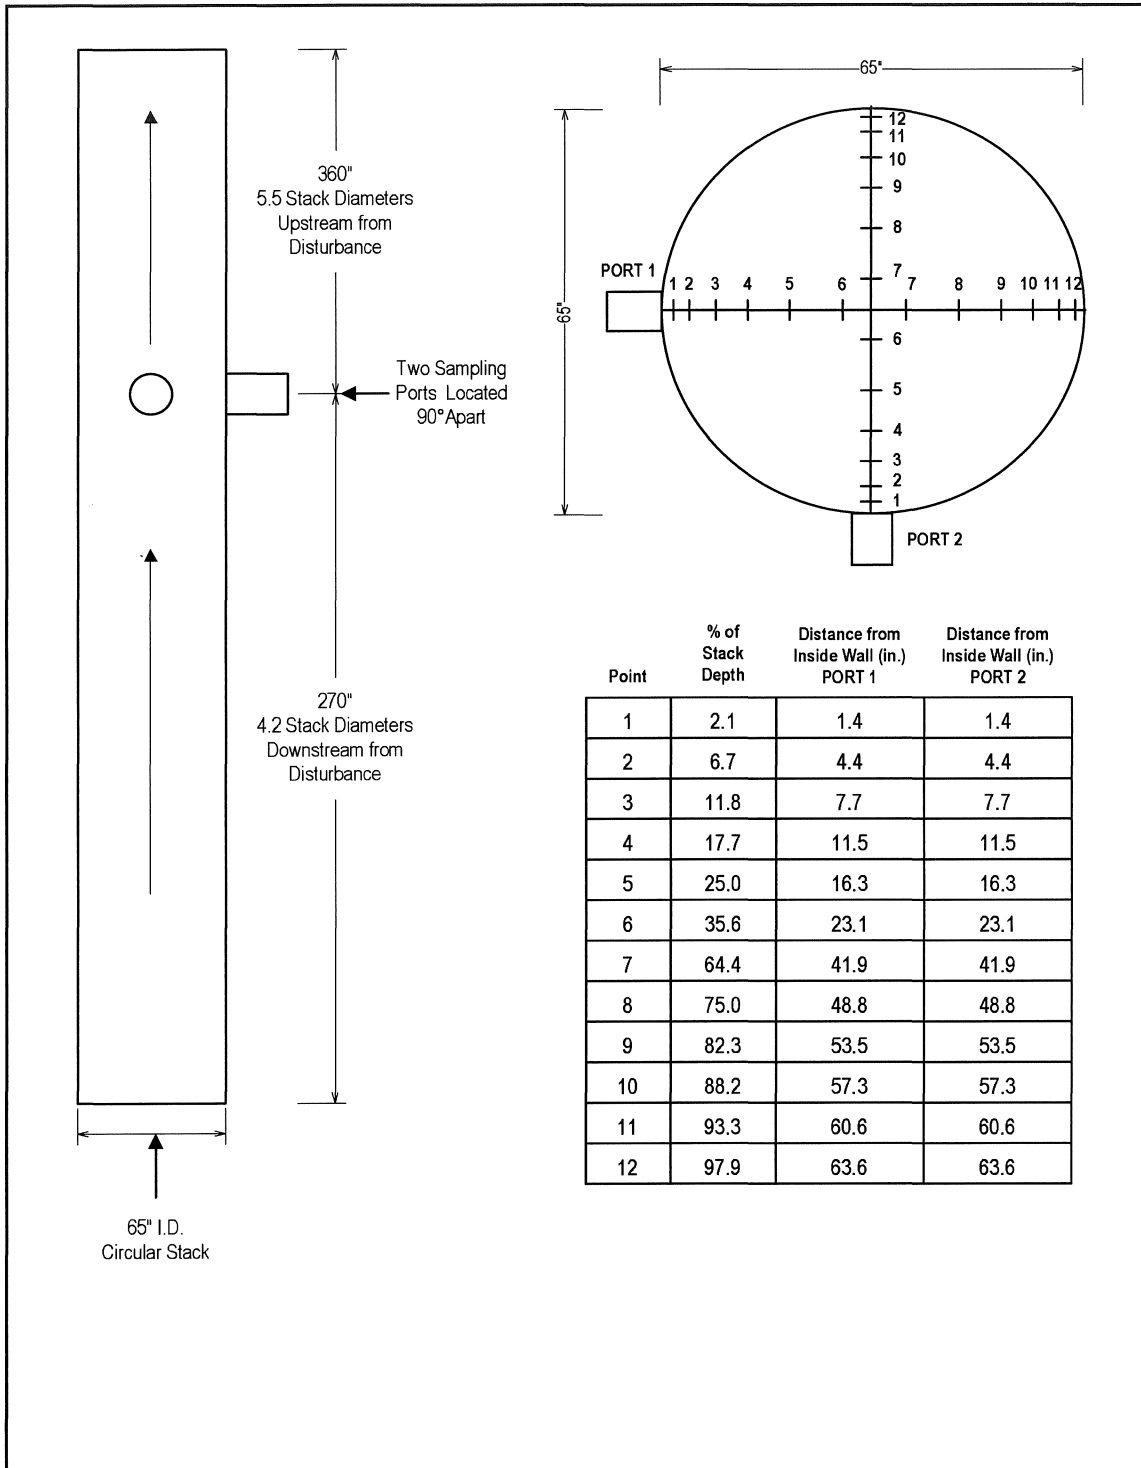 360"
5.5 Stack Diameters
Upstream from
Disturbance
Two Sampling
Ports Located
90°Apart
270"
4.2 Stack Diameters
Downstream from
Disturbance
65" I.D.
Circular Stack
65"
65"
12
11
10
9
8
7
6
5
4
3
2
1
PORT 1
1 2 3 4 5 6 7 8 9 10 11 12
PORT 2
Point % of Stack Depth Distance from Inside Wall (in.) PORT 1 Distance from Inside Wall (in.) PORT 2
1 2.1 1.4 1.4
2 6.7 4.4 4.4
3 11.8 7.7 7.7
4 17.7 11.5 11.5
5 25.0 16.3 16.3
6 35.6 23.1 23.1
7 64.4 41.9 41.9
8 75.0 48.8 48.8
9 82.3 53.5 53.5
10 88.2 57.3 57.3
11 93.3 60.6 60.6
12 97.9 63.6 63.6